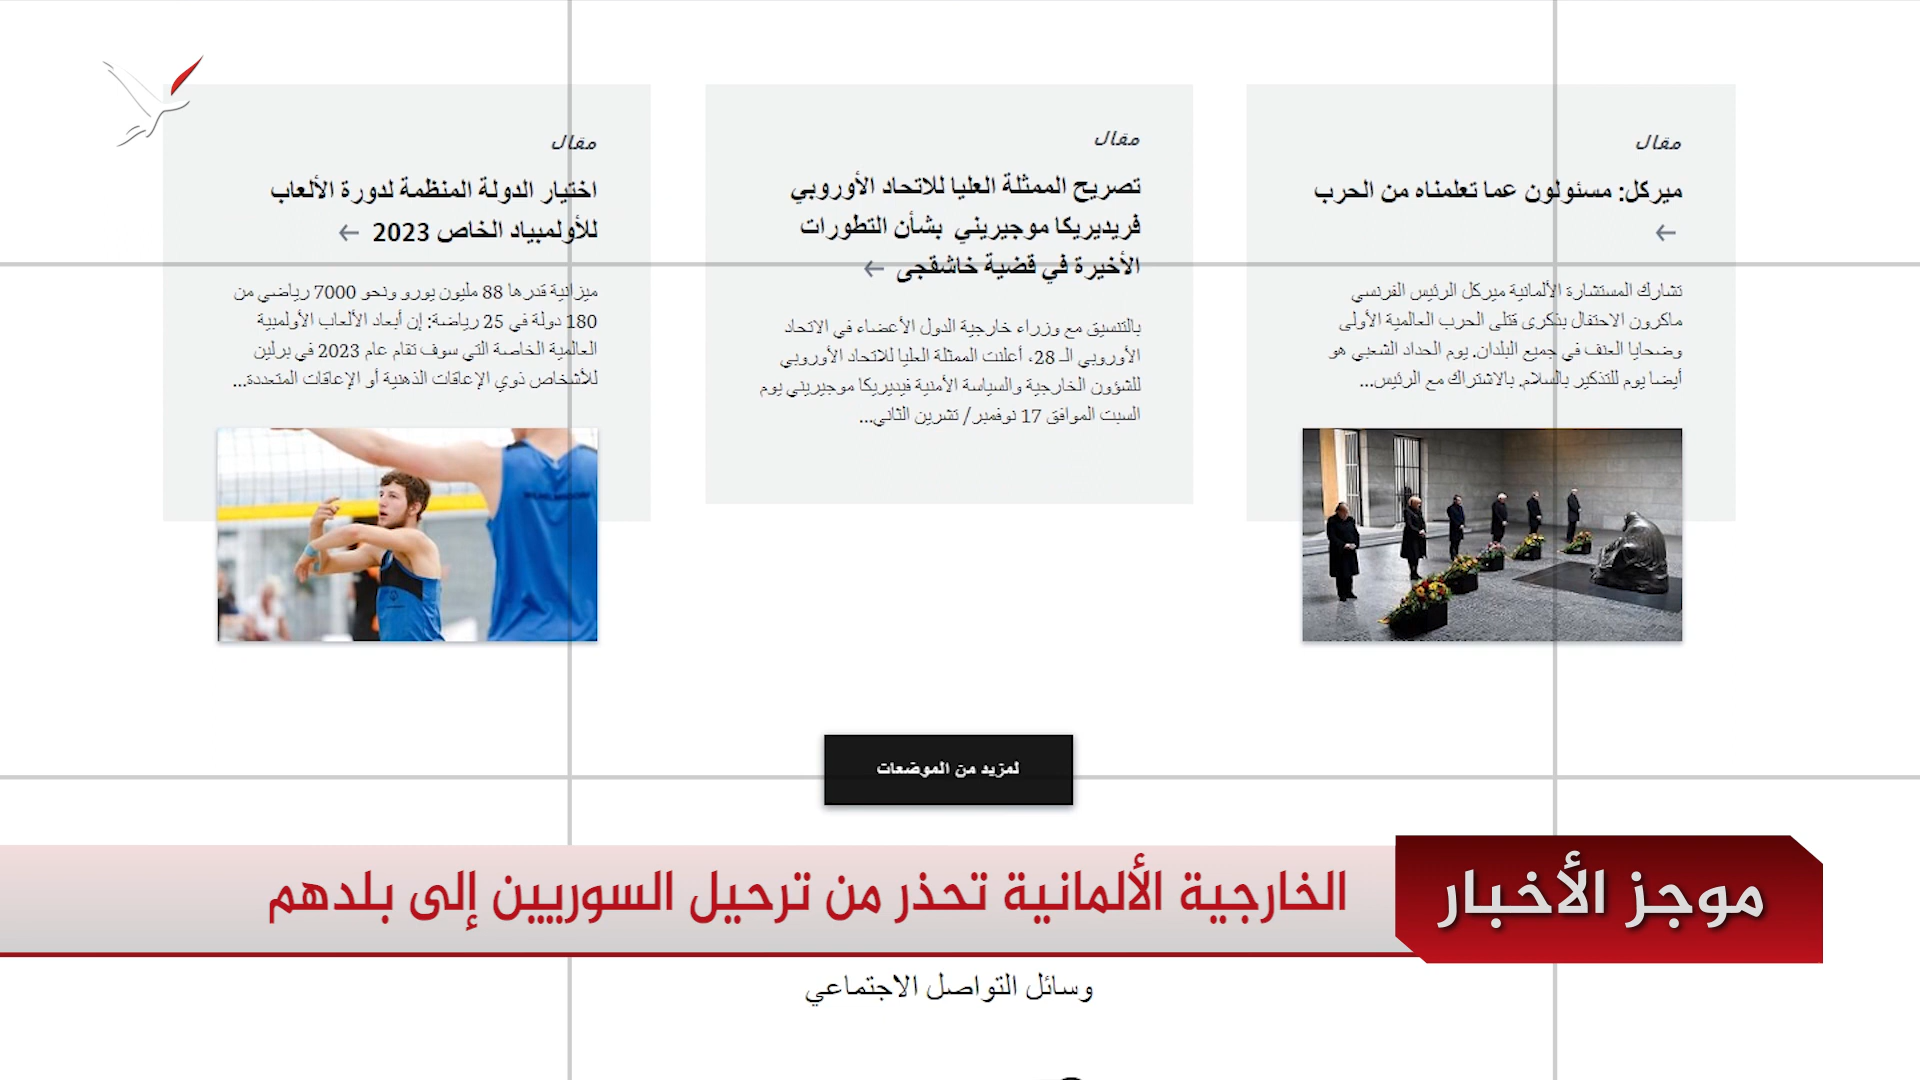 مقال
ميركل: مسئولون عما تعلمناه من الحرب
←
تشارك المستشارة الألمانية ميركل الرئيس الفرنسي
ماكرون الاحتفال بذكرى قتلى الحرب العالمية الأولى
وضحايا العنف في جميع البلدان. يوم الحداد الشعبي هو
أيضا يوم للتذكير بالسلام. بالاشتراك مع الرئيس...
مقال
تصريح الممثلة العليا للاتحاد الأوروبي
فريديريكا موجيريني بشأن التطورات
الأخيرة في قضية خاشقجى ←
بالتنسيق مع وزراء خارجية الدول الأعضاء في الاتحاد
الأوروبي الـ 28، أعلنت الممثلة العليا للاتحاد الأوروبي
للشؤون الخارجية والسياسة الأمنية فيديريكا موجيريني يوم
السبت الموافق 17 نوفمبر/ تشرين الثاني...
مقال
اختيار الدولة المنظمة لدورة الألعاب
للأولمبياد الخاص 2023 ←
ميزانية قدرها 88 مليون يورو ونحو 7000 رياضي من
180 دولة في 25 رياضة: إن أبعاد الألعاب الأولمبية
العالمية الخاصة التي سوف تقام عام 2023 في برلين
للأشخاص ذوي الإعاقات الذهنية أو الإعاقات المتعددة...
لمزيد من الموضعات
موجز الأخبار
الخارجية الألمانية تحذر من ترحيل السوريين إلى بلدهم
وسائل التواصل الاجتماعي